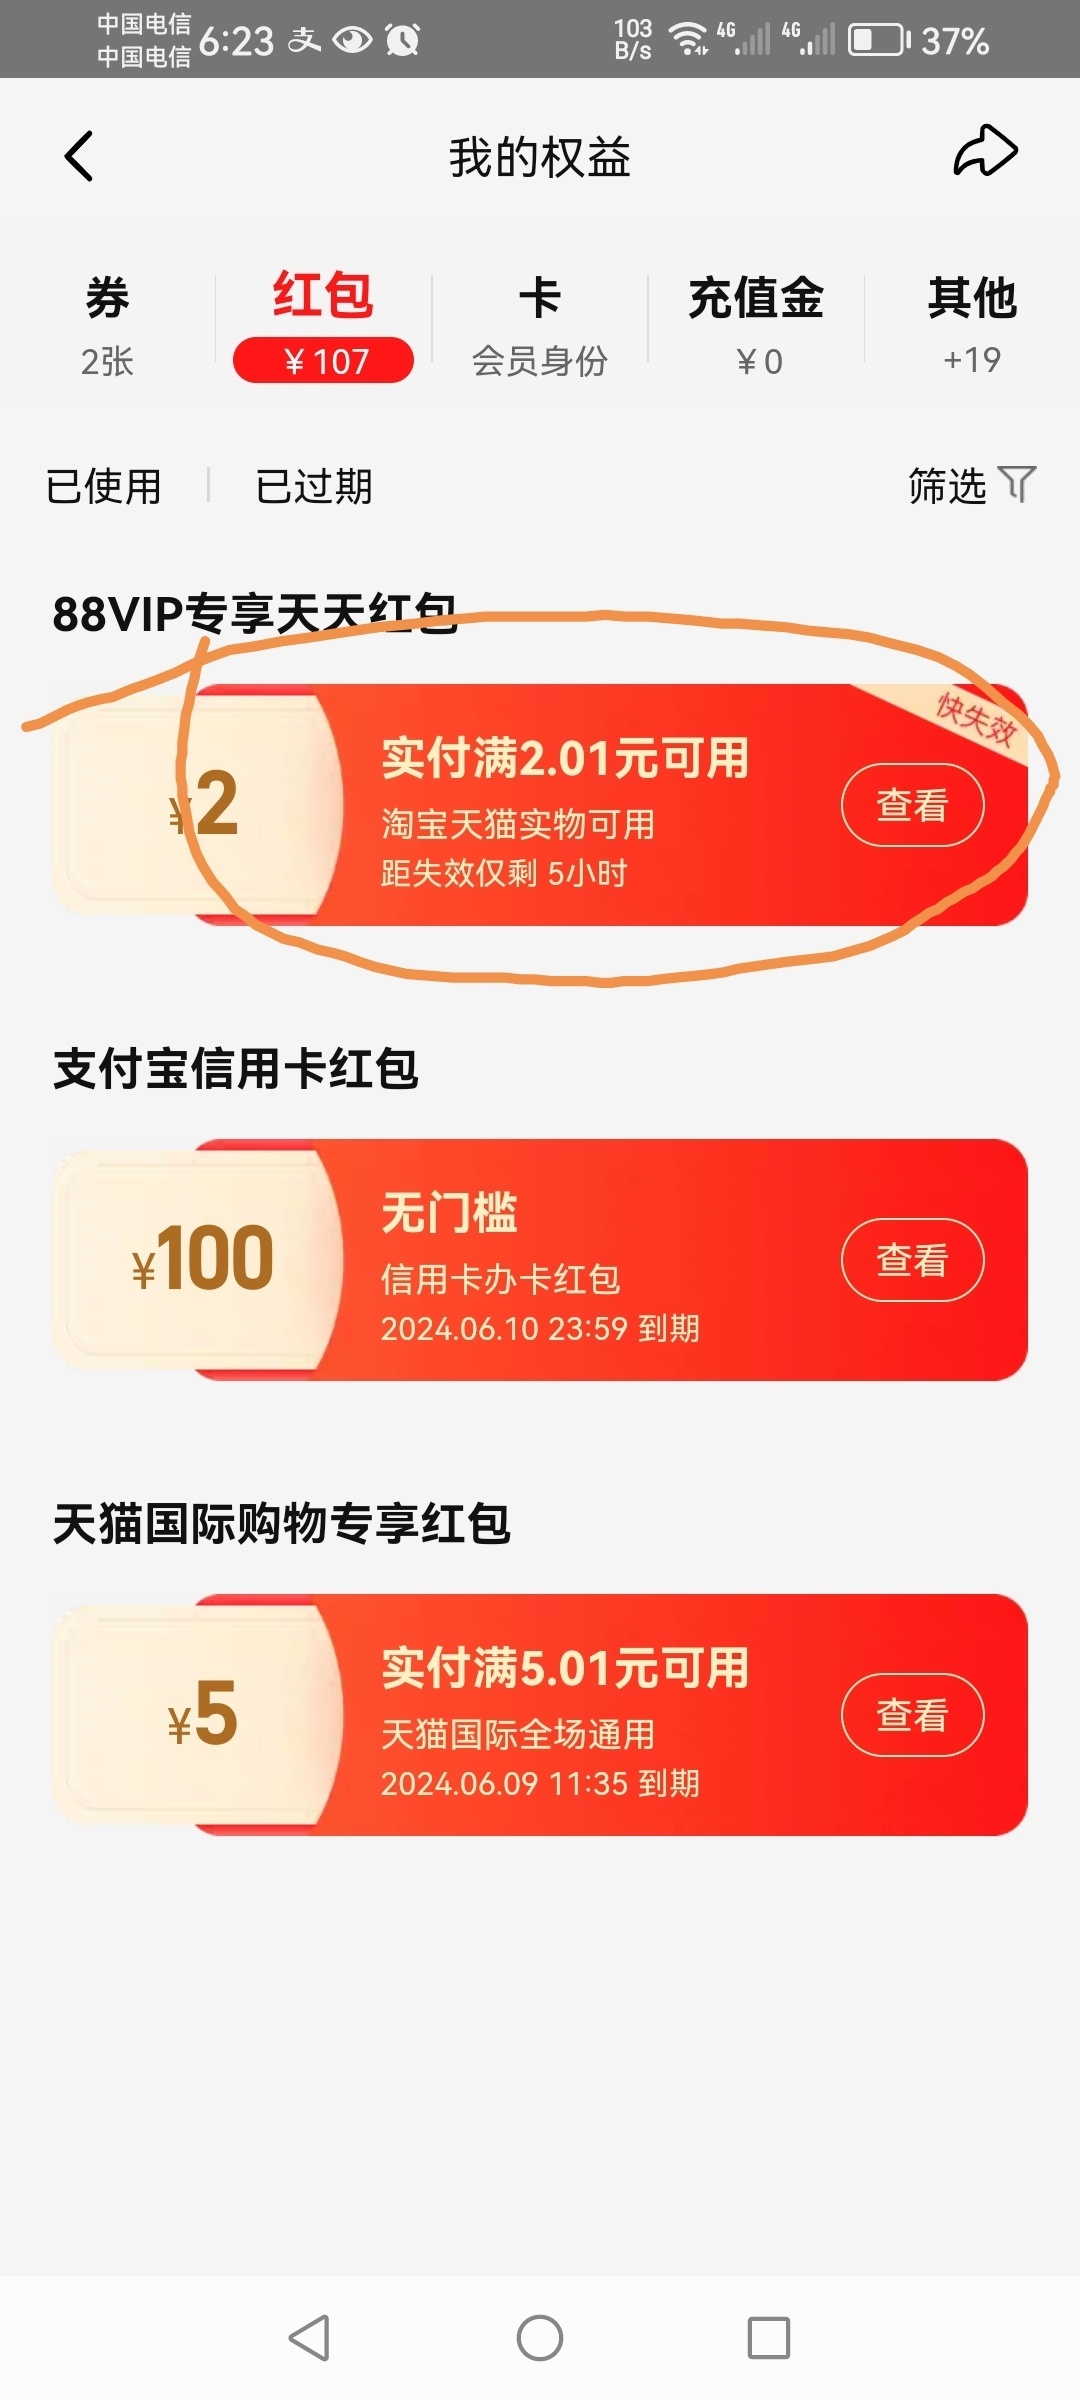 中国电信
中国电信
6:23
支
103
B/s
4G
4G
37%
我的权益
券
红包
卡
充值金
其他
2张
￥107
会员身份
￥0
+19
已使用
已过期
筛选
88VIP专享天天红包
快失效
¥2
实付满2.01元可用
淘宝天猫实物可用
距失效仅剩 5小时
查看
支付宝信用卡红包
¥100
无门槛
信用卡办卡红包
2024.06.10 23:59 到期
查看
天猫国际购物专享红包
¥5
实付满5.01元可用
天猫国际全场通用
2024.06.09 11:35 到期
查看